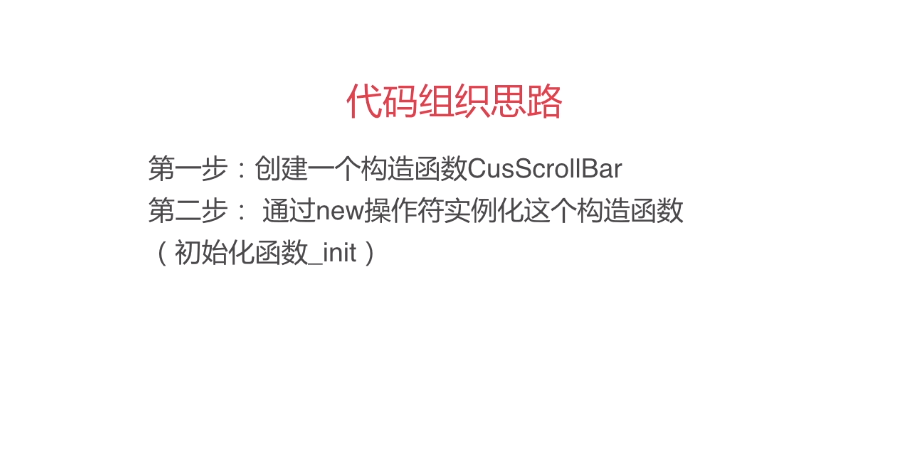 代码组织思路
第一步：创建一个构造函数CusScrollBar
第二步： 通过new操作符实例化这个构造函数
（初始化函数_init）